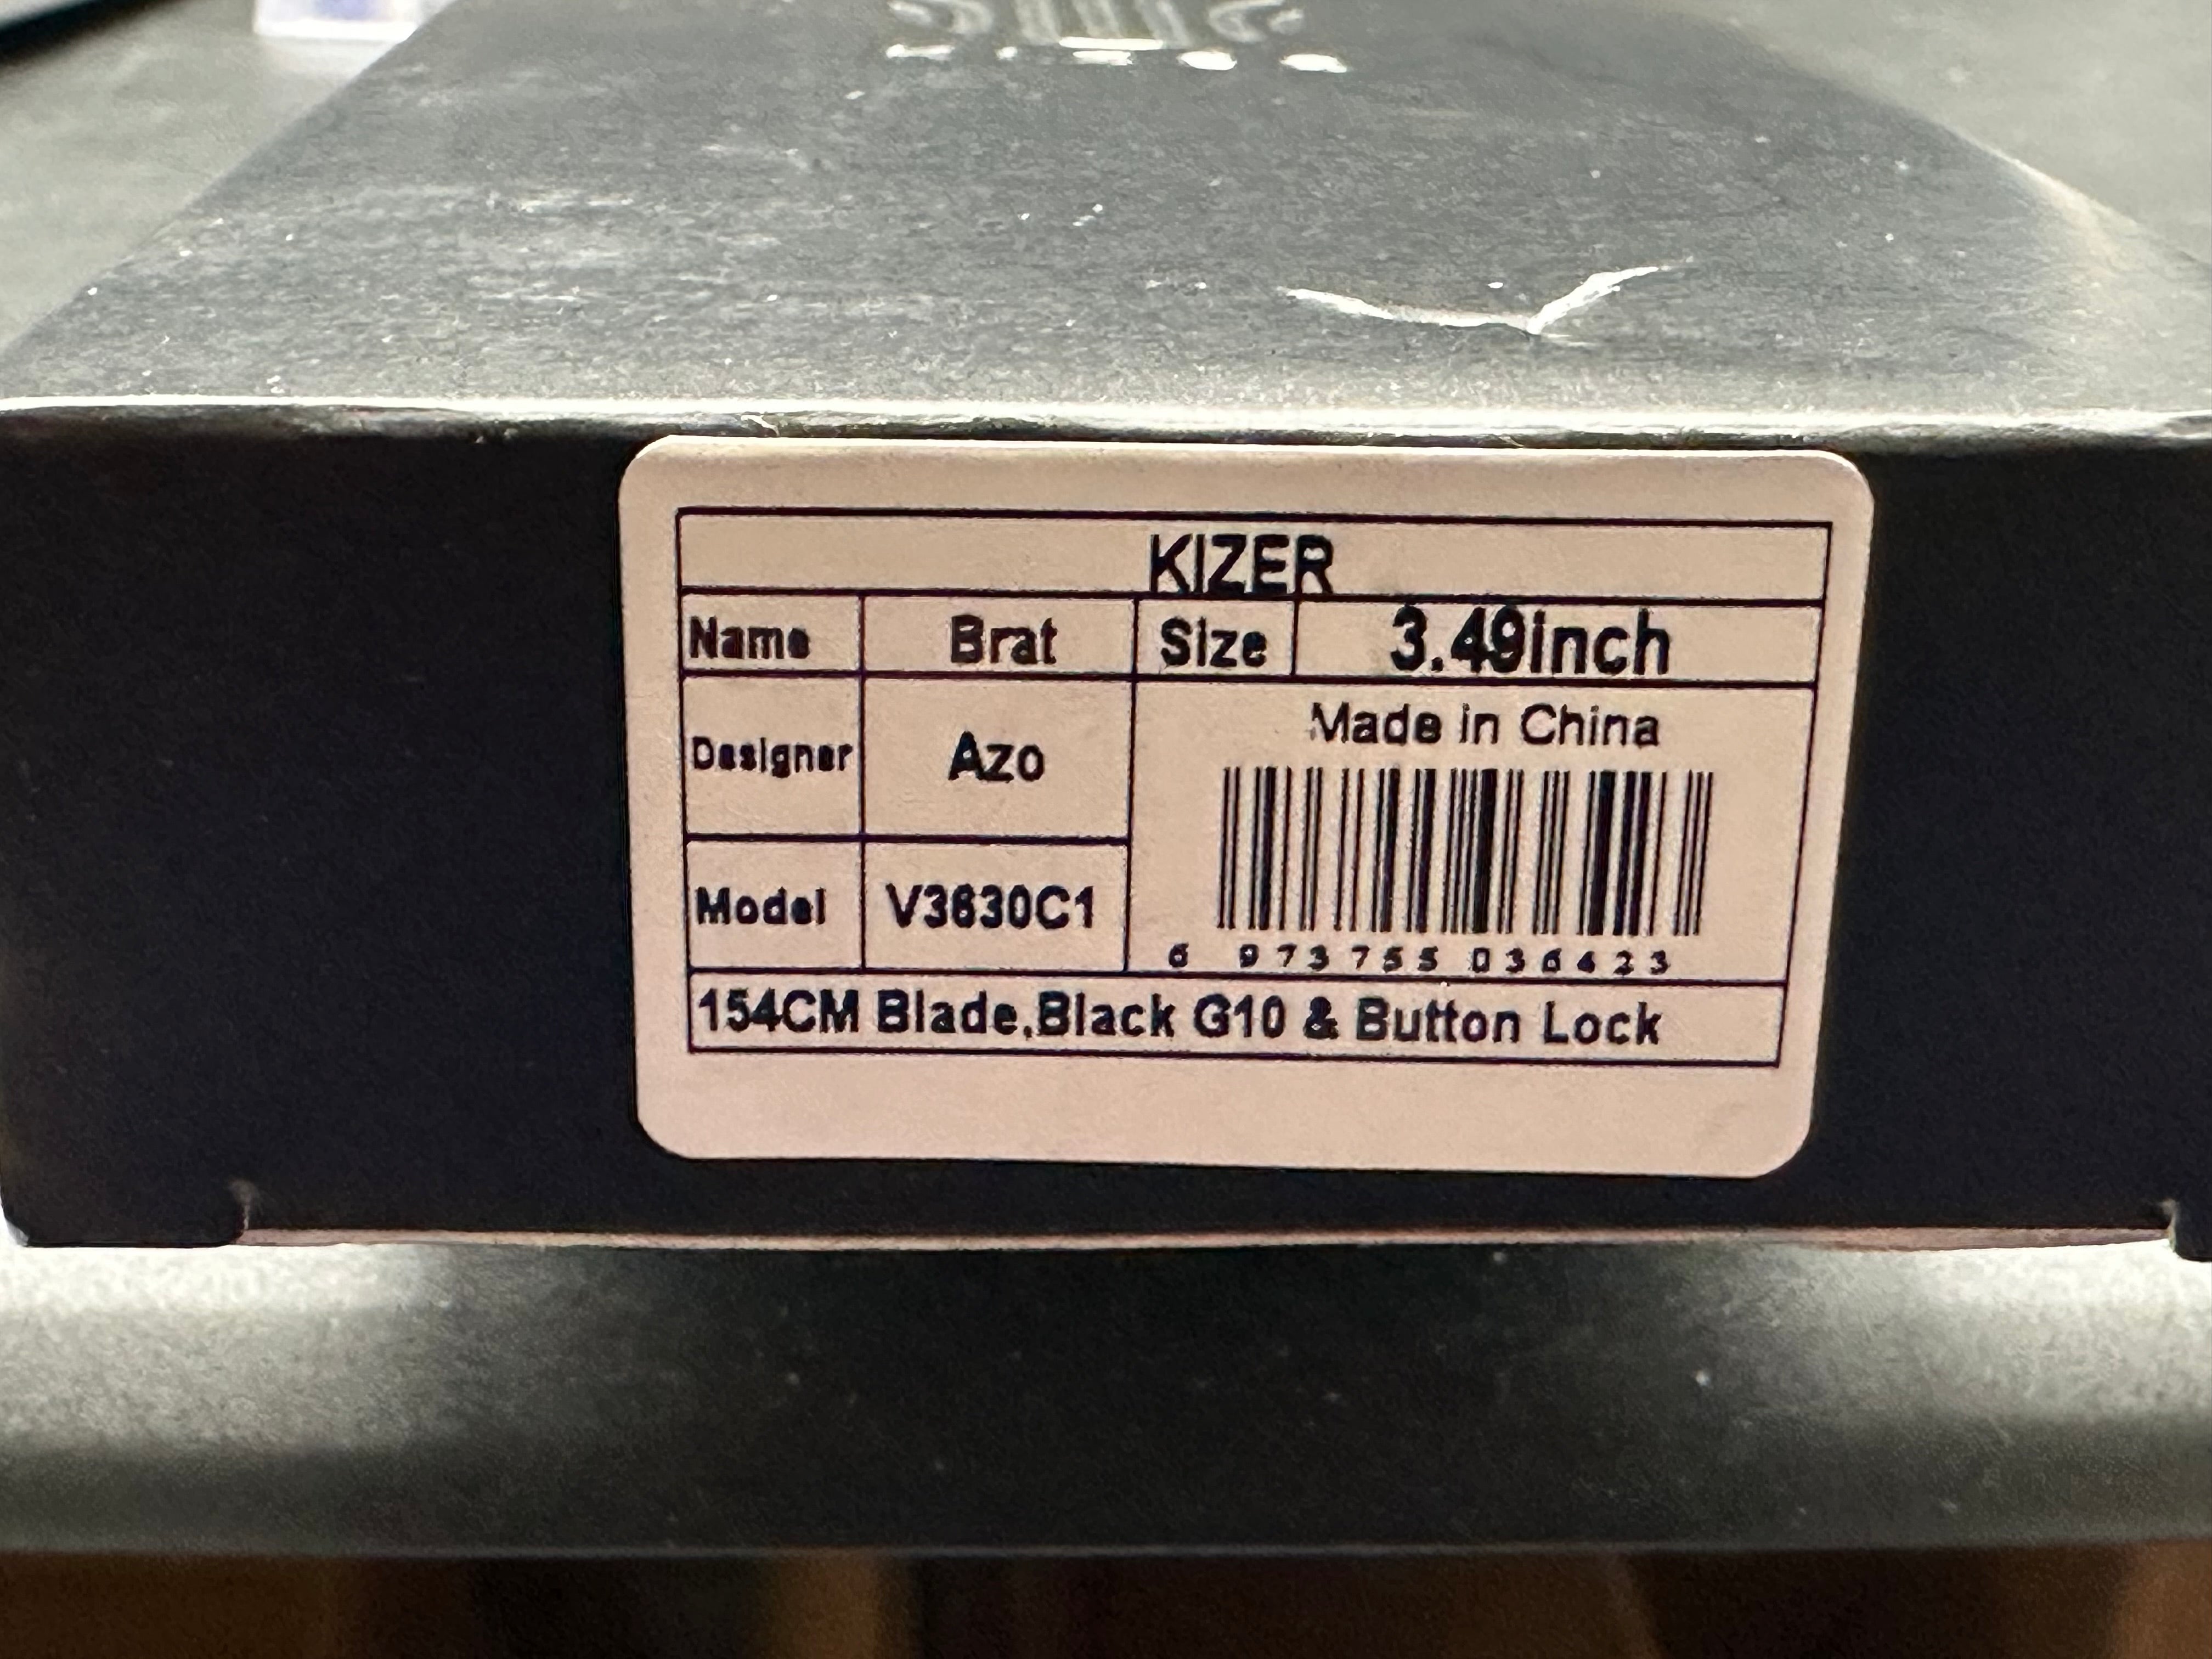 KIZER
Name Brat Size 3.49inch
Designer Azo
Made in China
Model V3630C1
6 973755 036423
154CM Blade,Black G10 & Button Lock